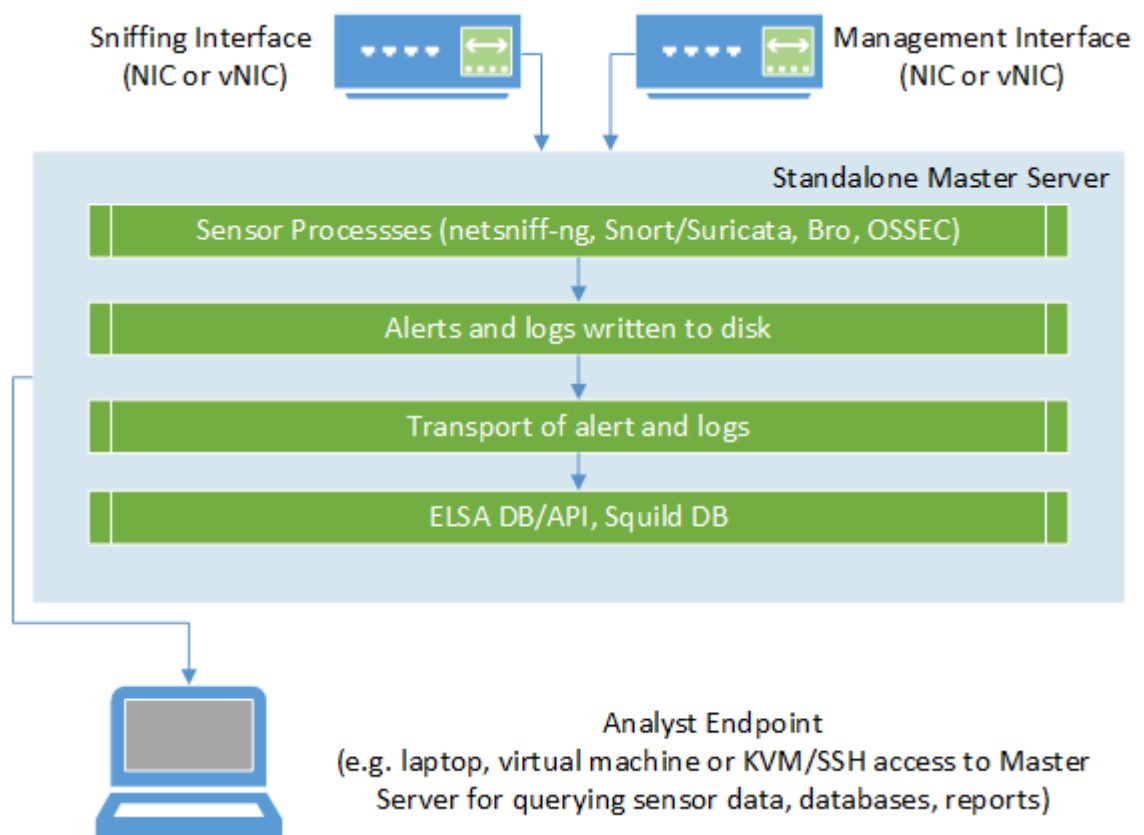 Sniffing Interface
(NIC or vNIC)
Management Interface
(NIC or vNIC)
Standalone Master Server
Sensor Processses (netsniff-ng, Snort/Suricata, Bro, OSSEC)
Alerts and logs written to disk
Transport of alert and logs
ELSA DB/API, Squild DB
Analyst Endpoint
(e.g. laptop, virtual machine or KVM/SSH access to Master
Server for querying sensor data, databases, reports)